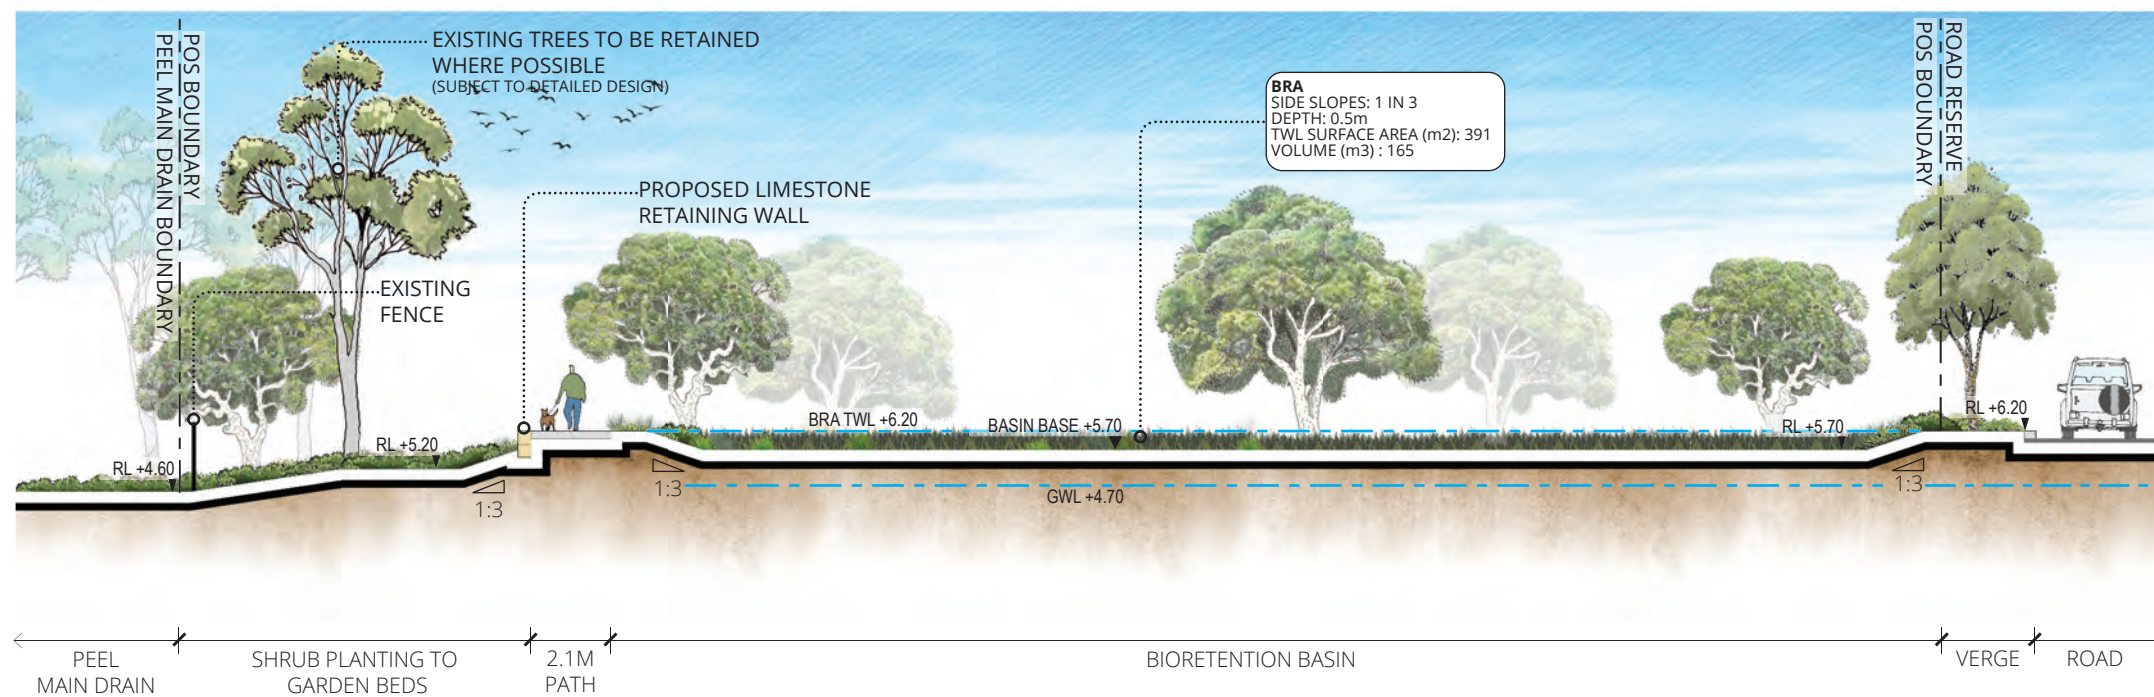 PEEL MAIN DRAIN BOUNDARY
POS BOUNDARY
EXISTING TREES TO BE RETAINED
WHERE POSSIBLE
(SUBJECT TO DETAILED DESIGN)
BRA
SIDE SLOPES: 1 IN 3
DEPTH: 0.5m
TWL SURFACE AREA (m2): 391
VOLUME (m3) : 165
POS BOUNDARY
ROAD RESERVE
PROPOSED LIMESTONE
RETAINING WALL
EXISTING
FENCE
RL +4.60
RL +5.20
BRA TWL +6.20
BASIN BASE +5.70
RL +5.70
RL +6.20
1:3
1:3
GWL +4.70
1:3
PEEL
MAIN DRAIN
SHRUB PLANTING TO
GARDEN BEDS
2.1M
PATH
BIORETENTION BASIN
VERGE
ROAD